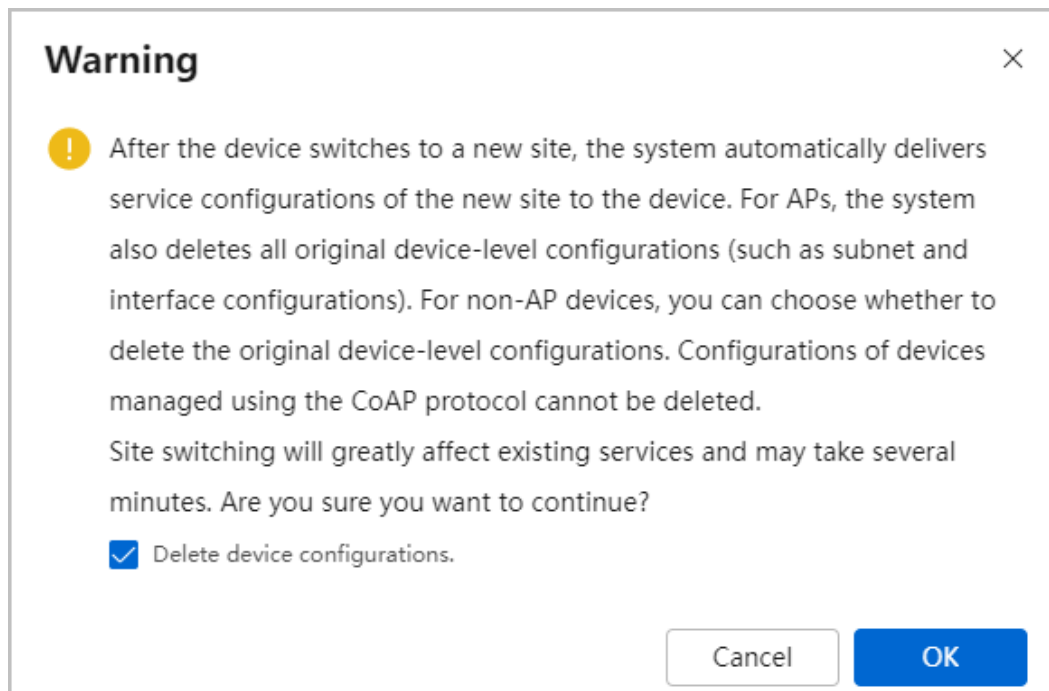 Warning
After the device switches to a new site, the system automatically delivers
service configurations of the new site to the device. For APs, the system
also deletes all original device-level configurations (such as subnet and
interface configurations). For non-AP devices, you can choose whether to
delete the original device-level configurations. Configurations of devices
managed using the CoAP protocol cannot be deleted.
Site switching will greatly affect existing services and may take several
minutes. Are you sure you want to continue?
Delete device configurations.
Cancel OK